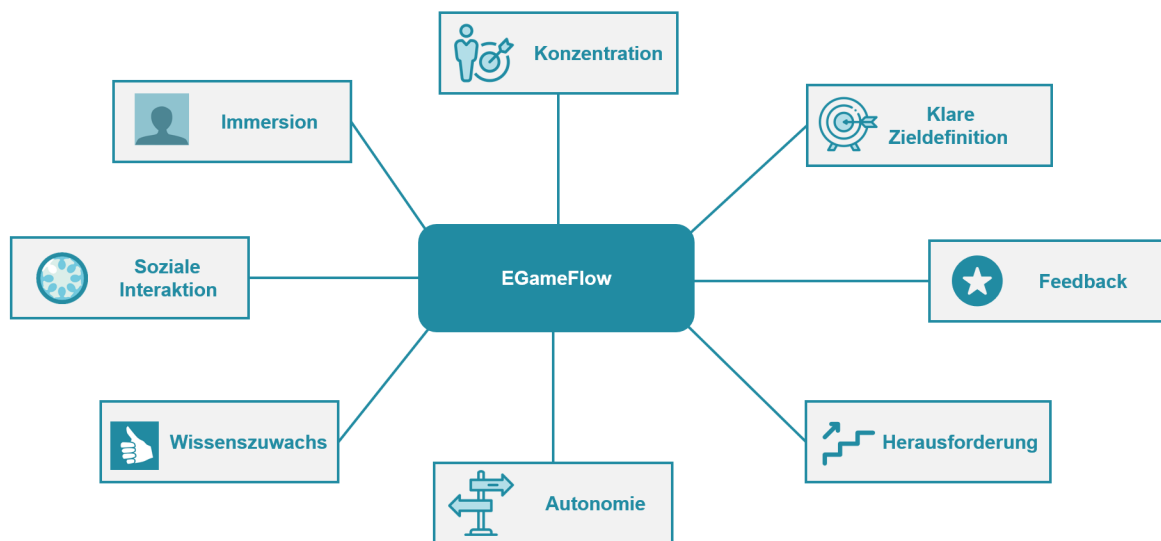 Konzentration
Immersion
Klare
Zieldefinition
Soziale
Interaktion
EGameFlow
Feedback
Wissenszuwachs
Herausforderung
Autonomie